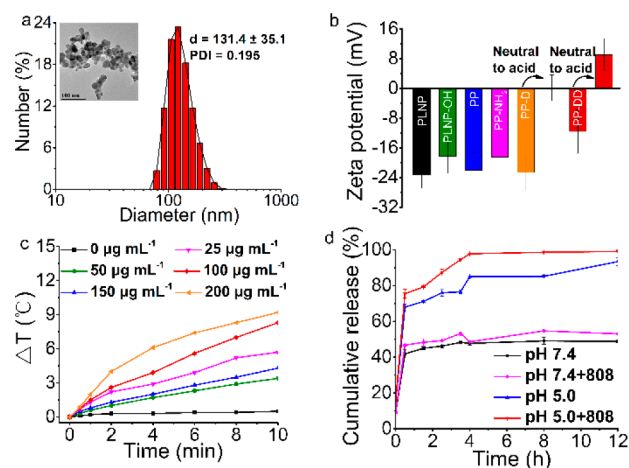 a
24
18
12
6
0
Number (%)
100 nm
d = 131.4 ± 35.1
PDI = 0.195
10 100 1000
Diameter (nm)
b
16
8
0
-8
-16
-24
-32
Zeta potential (mV)
PLNP
PLNP-OH
PP
PP-NH2
PP-D
PP-DD
Neutral to acid
Neutral to acid
c
15
12
9
6
3
0
△T (℃)
0 µg mL⁻¹ 25 µg mL⁻¹
50 µg mL⁻¹ 100 µg mL⁻¹
150 µg mL⁻¹ 200 µg mL⁻¹
0 2 4 6 8 10
Time (min)
d
100
80
60
40
20
0
Cumulative release (%)
pH 7.4
pH 7.4+808
pH 5.0
pH 5.0+808
0 2 4 6 8 10 12
Time (h)